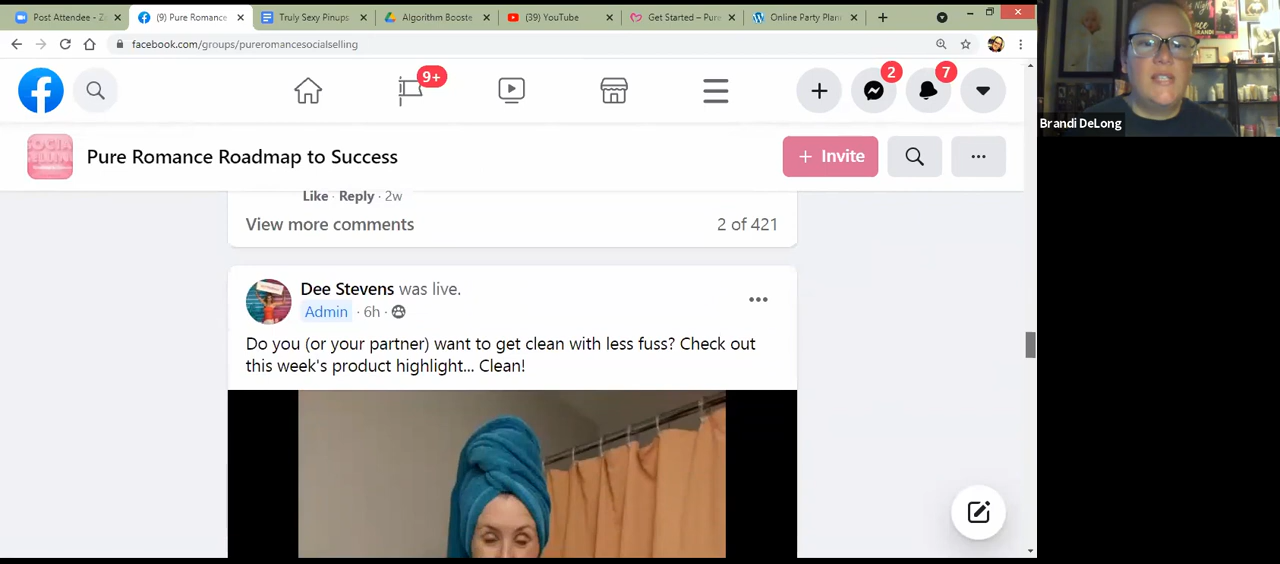 Post Attendee - Z
(9) Pure Romance
Truly Sexy Pinups
Algorithm Booste
(39) YouTube
Get Started – Pure
Online Party Plan
facebook.com/groups/pureromancesocialselling
9+
2
7
Brandi DeLong
SOCIAL
SELLING
Pure Romance Roadmap to Success
+ Invite
Like · Reply · 2w
View more comments
2 of 421
Dee Stevens was live.
Admin · 6h ·
Do you (or your partner) want to get clean with less fuss? Check out
this week's product highlight... Clean!